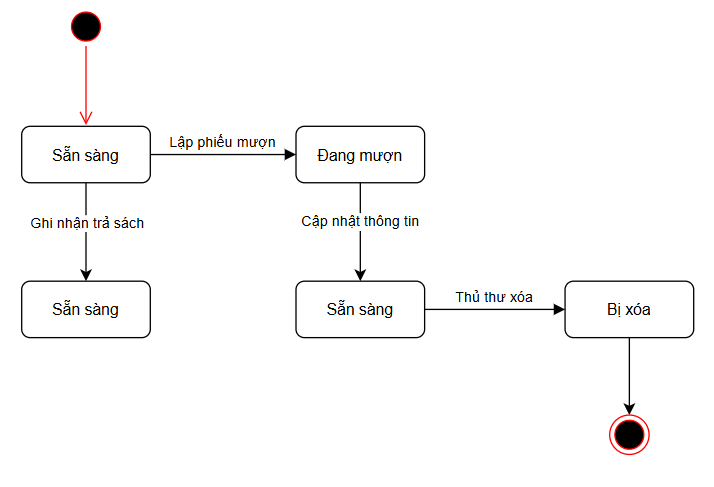 Sẵn sàng
Lập phiếu mượn
Đang mượn
Ghi nhận trả sách
Cập nhật thông tin
Sẵn sàng
Sẵn sàng
Thủ thư xóa
Bị xóa